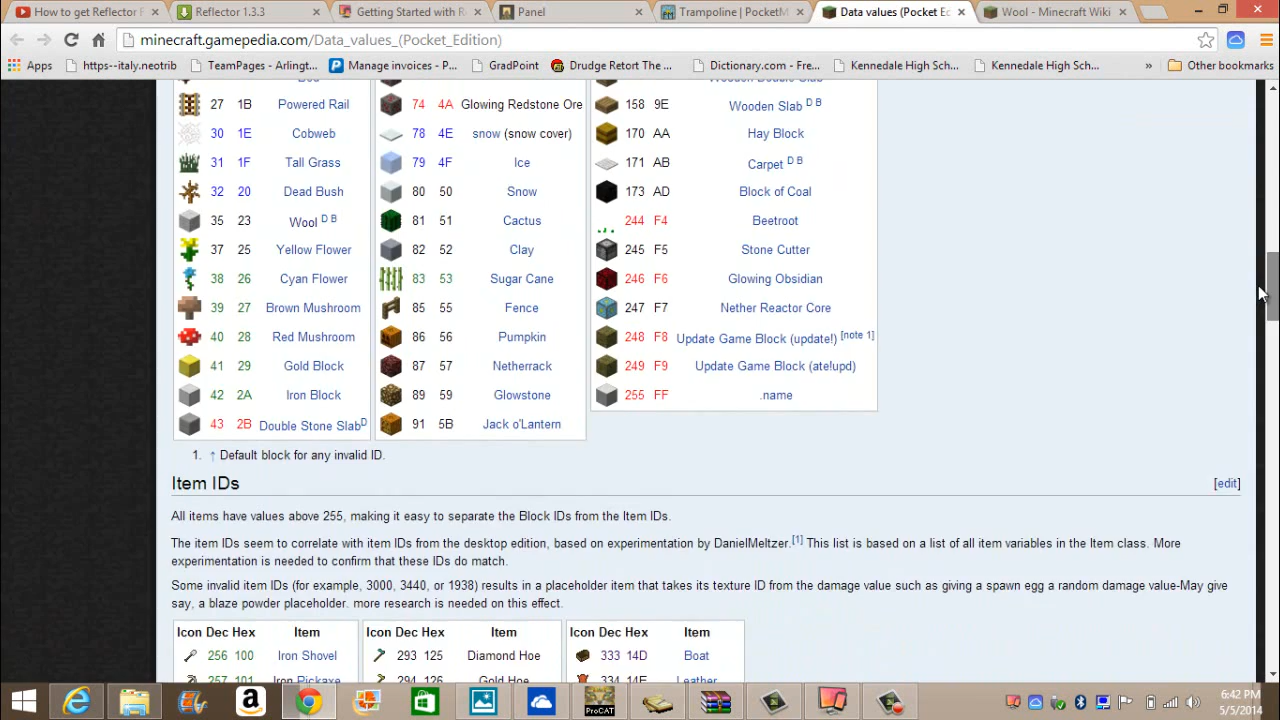 How to get Reflector F
Reflector 1.3.3
Getting Started with R
Panel
Trampoline | PocketM
Data values (Pocket Ec
Wool - Minecraft Wiki
minecraft.gamepedia.com/Data_values_(Pocket_Edition)
Apps
https--italy.neotrib
TeamPages - Arlingt...
Manage invoices - P...
GradPoint
Drudge Retort The ...
Dictionary.com - Fre...
Kennedale High Sch...
Kennedale High Sch...
»
Other bookmarks
27 1B Powered Rail
30 1E Cobweb
31 1F Tall Grass
32 20 Dead Bush
35 23 Wool D B
37 25 Yellow Flower
38 26 Cyan Flower
39 27 Brown Mushroom
40 28 Red Mushroom
41 29 Gold Block
42 2A Iron Block
43 2B Double Stone Slab D
74 4A Glowing Redstone Ore
78 4E snow (snow cover)
79 4F Ice
80 50 Snow
81 51 Cactus
82 52 Clay
83 53 Sugar Cane
85 55 Fence
86 56 Pumpkin
87 57 Netherrack
89 59 Glowstone
91 5B Jack o'Lantern
158 9E Wooden Slab D B
170 AA Hay Block
171 AB Carpet D B
173 AD Block of Coal
244 F4 Beetroot
245 F5 Stone Cutter
246 F6 Glowing Obsidian
247 F7 Nether Reactor Core
248 F8 Update Game Block (update!) [note 1]
249 F9 Update Game Block (ate!upd)
255 FF .name
1. ↑ Default block for any invalid ID.
Item IDs [edit]
All items have values above 255, making it easy to separate the Block IDs from the Item IDs.
The item IDs seem to correlate with item IDs from the desktop edition, based on experimentation by DanielMeltzer.[1] This list is based on a list of all item variables in the Item class. More
experimentation is needed to confirm that these IDs do match.
Some invalid item IDs (for example, 3000, 3440, or 1938) results in a placeholder item that takes its texture ID from the damage value such as giving a spawn egg a random damage value-May give
say, a blaze powder placeholder. more research is needed on this effect.
Icon Dec Hex Item
256 100 Iron Shovel
257 101 Iron Pickaxe
Icon Dec Hex Item
293 125 Diamond Hoe
294 126 Gold Hoe
Icon Dec Hex Item
333 14D Boat
334 14E Leather
ProCAT
6:42 PM
5/5/2014